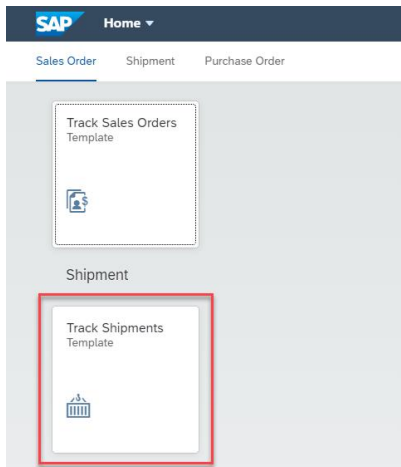 SAP Home
Sales Order Shipment Purchase Order
Track Sales Orders
Template
Shipment
Track Shipments
Template